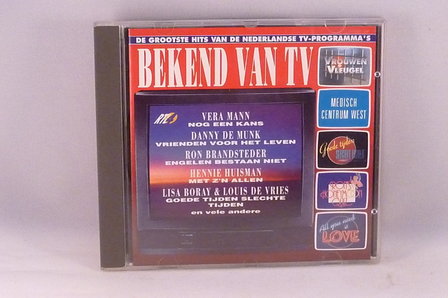 DE GROOTSTE HITS VAN DE NEDERLANDSE TV-PROGRAMMA'S
BEKEND VAN TV
VERA MANN
NOG EEN KANS
DANNY DE MUNK
VRIENDEN VOOR HET LEVEN
RON BRANDSTEDER
ENGELEN BESTAAN NIET
HENNIE HUISMAN
MET Z'N ALLEN
LISA BORAY & LOUIS DE VRIES
GOEDE TIJDEN SLECHTE
TIJDEN
en vele andere
VROUWEN
VLEUGEL
MEDISCH
CENTRUM WEST
Goede tijden
All you need is
LOVE